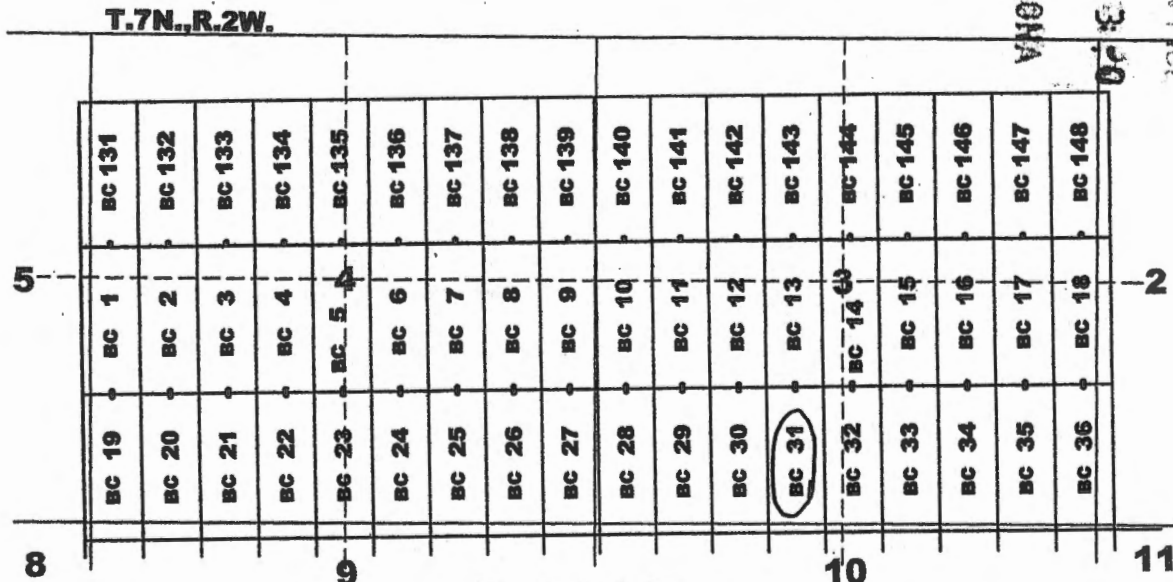 T.7N.,R.2W.
BC 131
BC 132
BC 133
BC 134
BC 135
BC 136
BC 137
BC 138
BC 139
BC 140
BC 141
BC 142
BC 143
BC 144
BC 145
BC 146
BC 147
BC 148
5
4
3
2
BC 1
BC 2
BC 3
BC 4
BC 5
BC 6
BC 7
BC 8
BC 9
BC 10
BC 11
BC 12
BC 13
BC 14
BC 15
BC 16
BC 17
BC 18
BC 19
BC 20
BC 21
BC 22
BC 23
BC 24
BC 25
BC 26
BC 27
BC 28
BC 29
BC 30
BC 31
BC 32
BC 33
BC 34
BC 35
BC 36
8
9
10
11